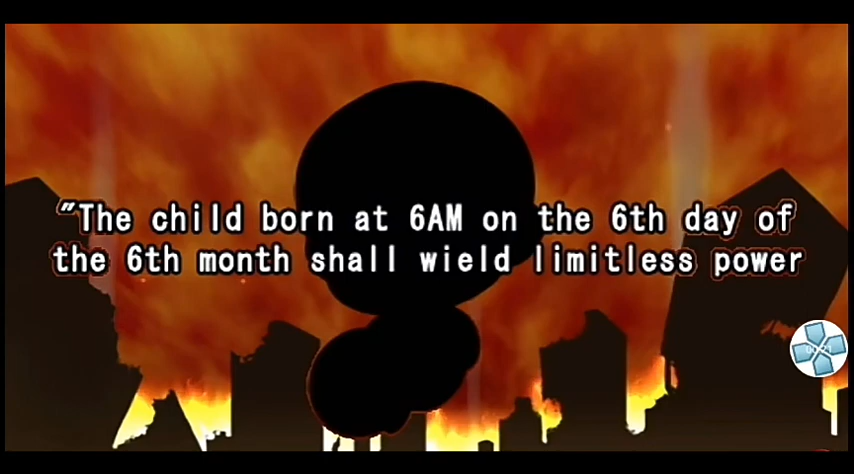 "The child born at 6AM on the 6th day of
the 6th month shall wield limitless power